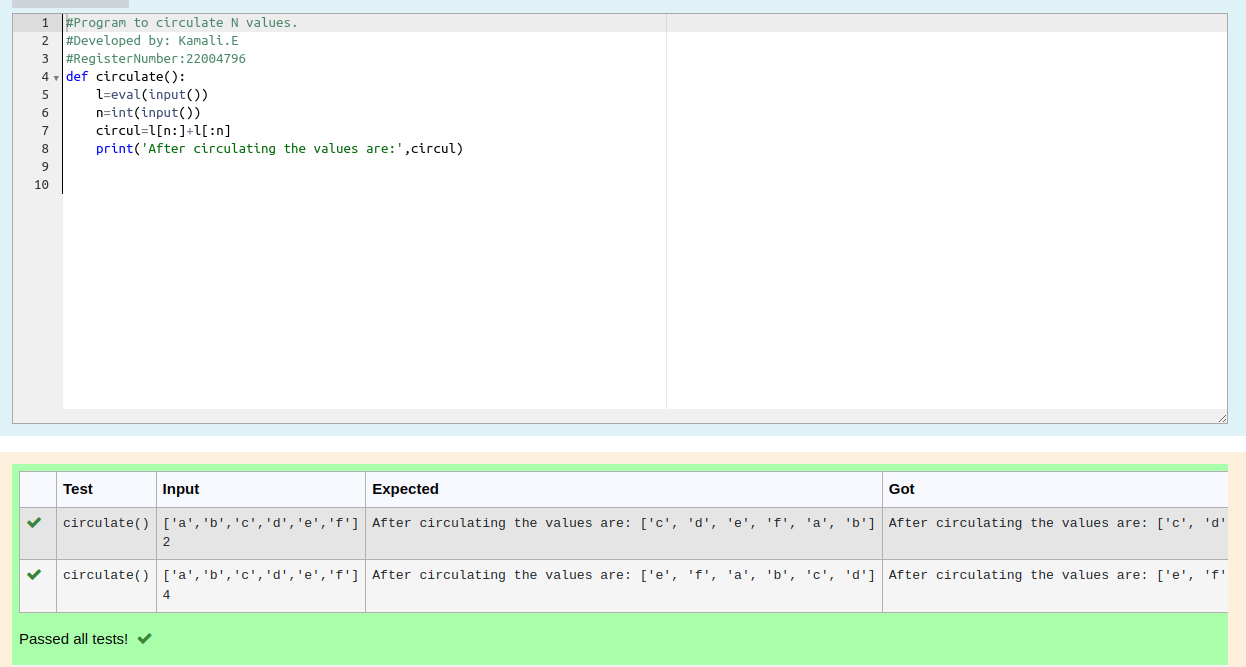 1 #Program to circulate N values.
2 #Developed by: Kamali.E
3 #RegisterNumber:22004796
4 def circulate():
5     l=eval(input())
6     n=int(input())
7     circul=l[n:]+l[:n]
8     print('After circulating the values are:',circul)
9
10
Test Input Expected Got
circulate() ['a','b','c','d','e','f'] After circulating the values are: ['c', 'd', 'e', 'f', 'a', 'b'] After circulating the values are: ['c', 'd'
2
circulate() ['a','b','c','d','e','f'] After circulating the values are: ['e', 'f', 'a', 'b', 'c', 'd'] After circulating the values are: ['e', 'f'
4
Passed all tests!